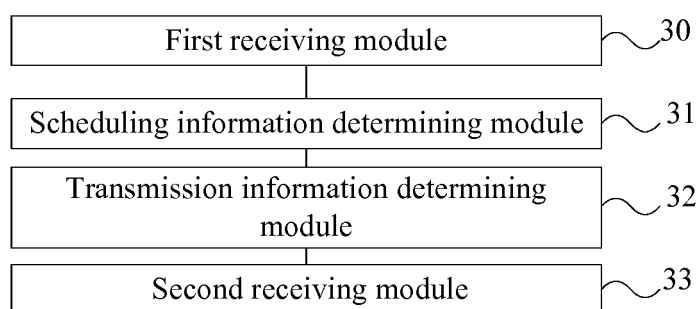 First receiving module
30
Scheduling information determining module
31
Transmission information determining
module
32
Second receiving module
33